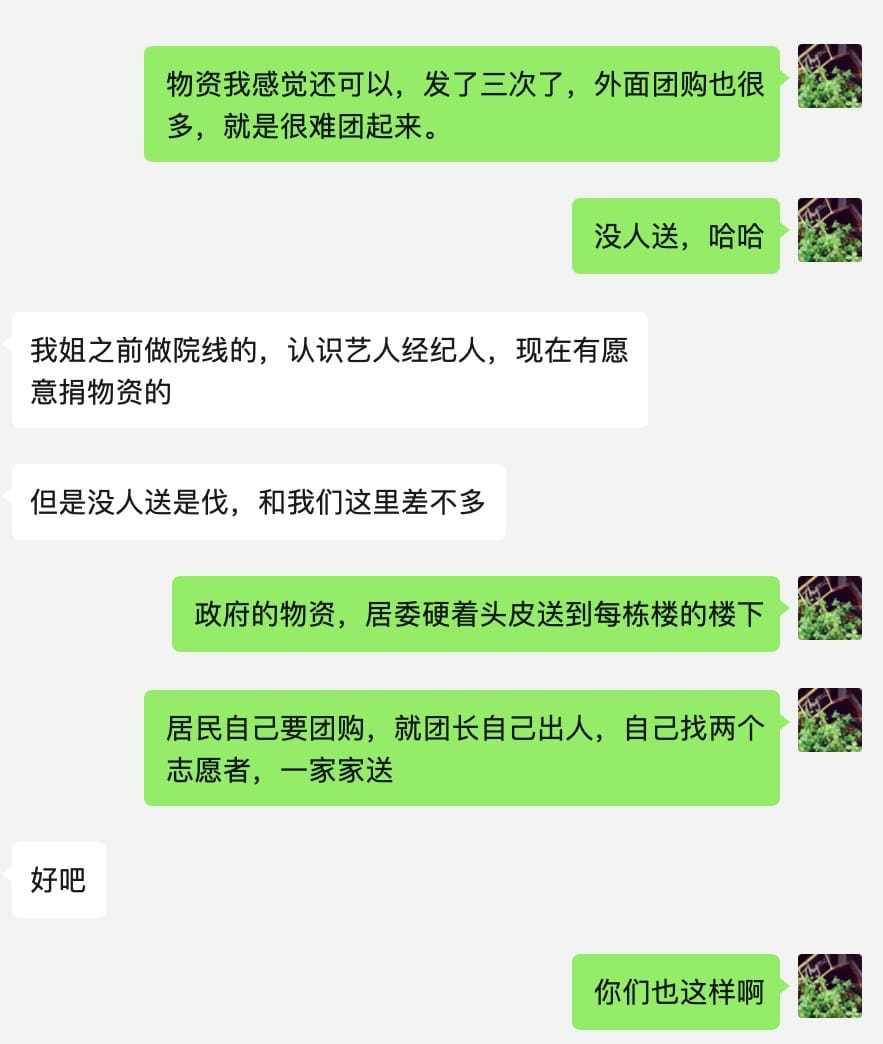 物资我感觉还可以，发了三次了，外面团购也很
多，就是很难团起来。
没人送，哈哈
我姐之前做院线的，认识艺人经纪人，现在有愿
意捐物资的
但是没人送是伐，和我们这里差不多
政府的物资，居委硬着头皮送到每栋楼的楼下
居民自己要团购，就团长自己出人，自己找两个
志愿者，一家家送
好吧
你们也这样啊